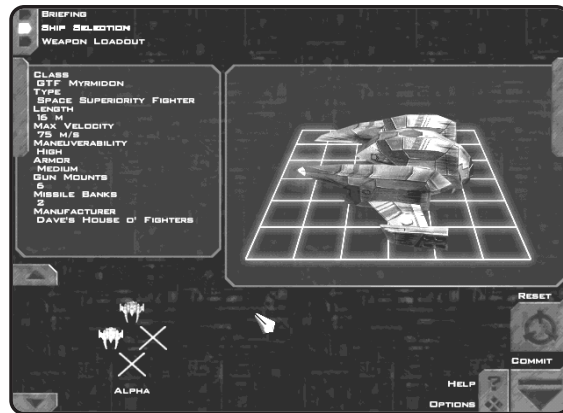 Briefing
Ship Selection
Weapon Loadout
Class
GTF Myrmidon
Type
Space Superiority Fighter
Length
16 m
Max Velocity
75 m/s
Maneuverability
High
Armor
Medium
Gun Mounts
6
Missile Banks
2
Manufacturer
Dave's House o' Fighters
Alpha
Reset
Commit
Help
?
Options